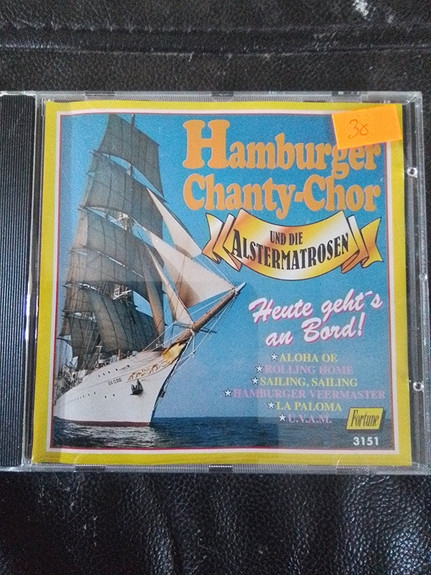 38
Hamburger
Chanty-Chor
UND DIE
ALSTERMATROSEN
Heute geht's
an Bord!
★ALOHA OE
★ROLLING HOME
★SAILING, SAILING
★HAMBURGER VEERMASTER
★LA PALOMA
★U.V.A.M.
Fortune
3151